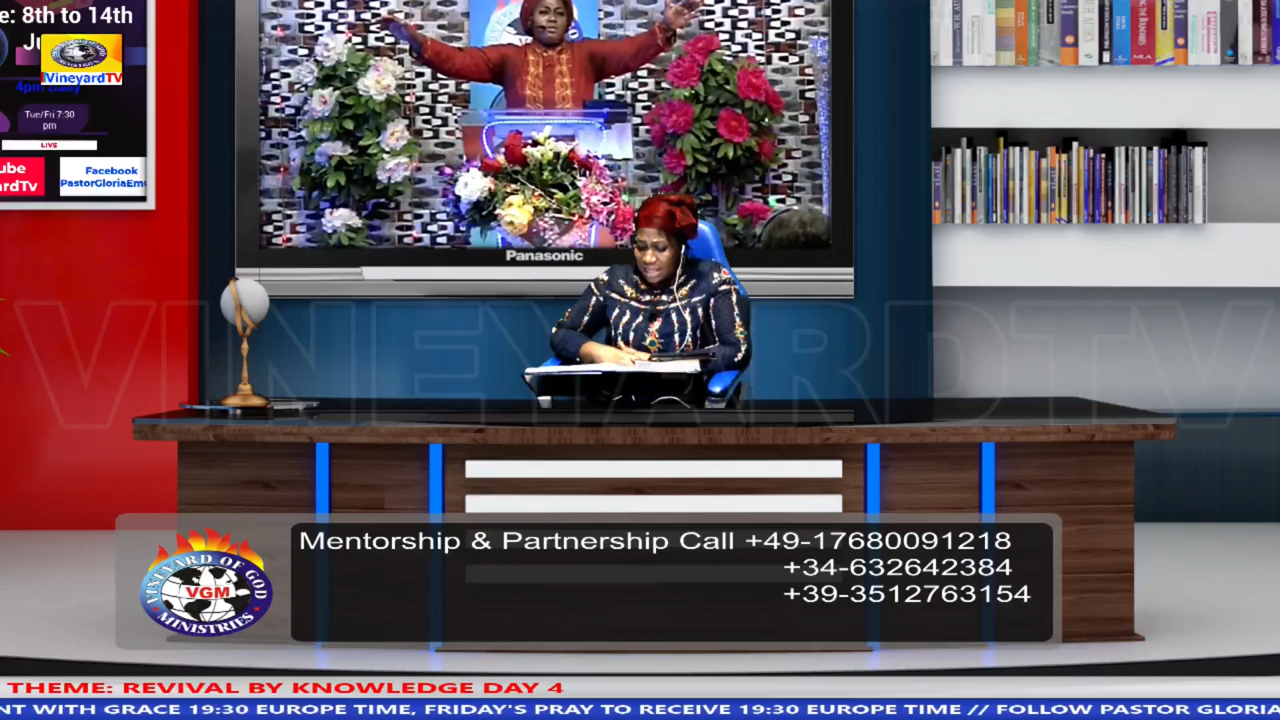 e: 8th to 14th
VineyardTV
4pm daily
Tue/Fri 7:30
pm
LIVE
ube
Facebook
ardTv
PastorGloriaEmu
Panasonic
VINEYARDTV
VINEYARD OF GOD
VGM
MINISTRIES
Mentorship & Partnership Call +49-17680091218
+34-632642384
+39-3512763154
THEME: REVIVAL BY KNOWLEDGE DAY 4
NT WITH GRACE 19:30 EUROPE TIME, FRIDAY'S PRAY TO RECEIVE 19:30 EUROPE TIME // FOLLOW PASTOR GLORIA